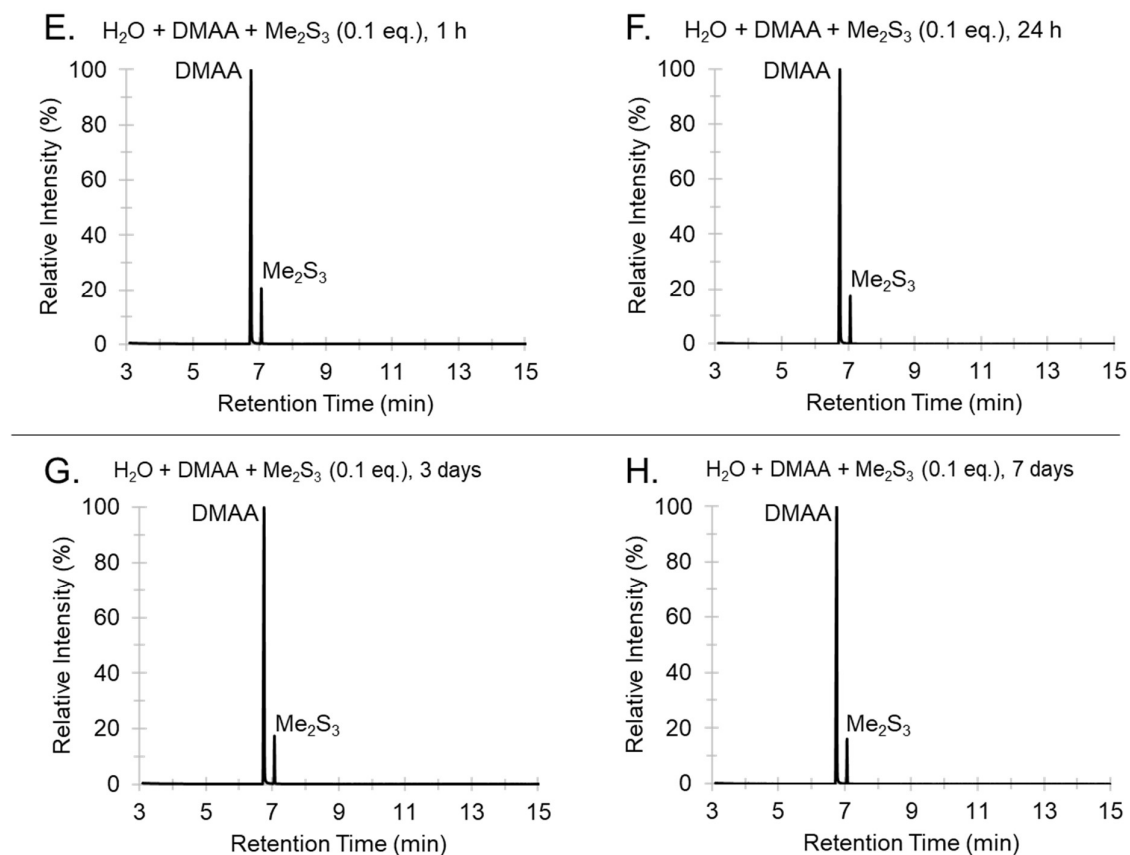 E. H₂O + DMAA + Me₂S₃ (0.1 eq.), 1 h
Relative Intensity (%)
100
80
60
40
20
0
DMAA
Me₂S₃
3 5 7 9 11 13 15
Retention Time (min)
F. H₂O + DMAA + Me₂S₃ (0.1 eq.), 24 h
Relative Intensity (%)
100
80
60
40
20
0
DMAA
Me₂S₃
3 5 7 9 11 13 15
Retention Time (min)
G. H₂O + DMAA + Me₂S₃ (0.1 eq.), 3 days
Relative Intensity (%)
100
80
60
40
20
0
DMAA
Me₂S₃
3 5 7 9 11 13 15
Retention Time (min)
H. H₂O + DMAA + Me₂S₃ (0.1 eq.), 7 days
Relative Intensity (%)
100
80
60
40
20
0
DMAA
Me₂S₃
3 5 7 9 11 13 15
Retention Time (min)